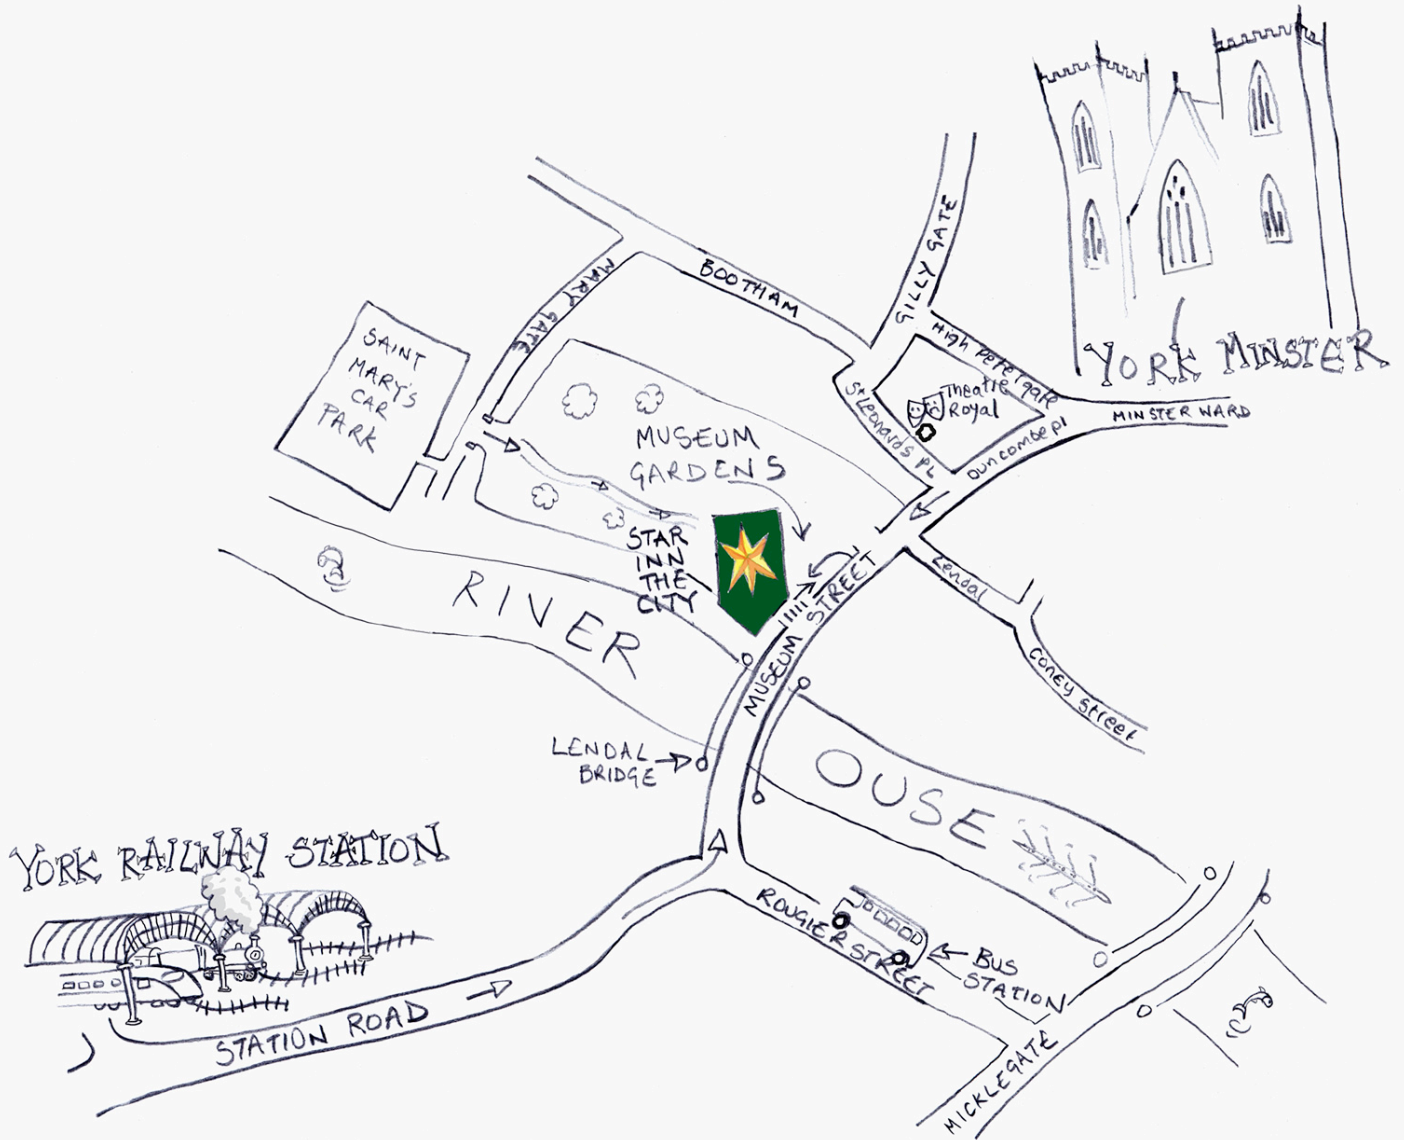 YORK MINSTER
GILLY GATE
BOOTHAM
MARY GATE
High Petergate
SAINT
MARY'S
CAR
PARK
Theatre
Royal
MINSTER WARD
St Leonards PL
Duncombe pl
MUSEUM
GARDENS
STAR
INN
THE
CITY
RIVER
MUSEUM STREET
Lendal
Coney Street
LENDAL
BRIDGE
OUSE
YORK RAILWAY STATION
ROUGIER STREET
BUS
STATION
STATION ROAD
MICKLEGATE